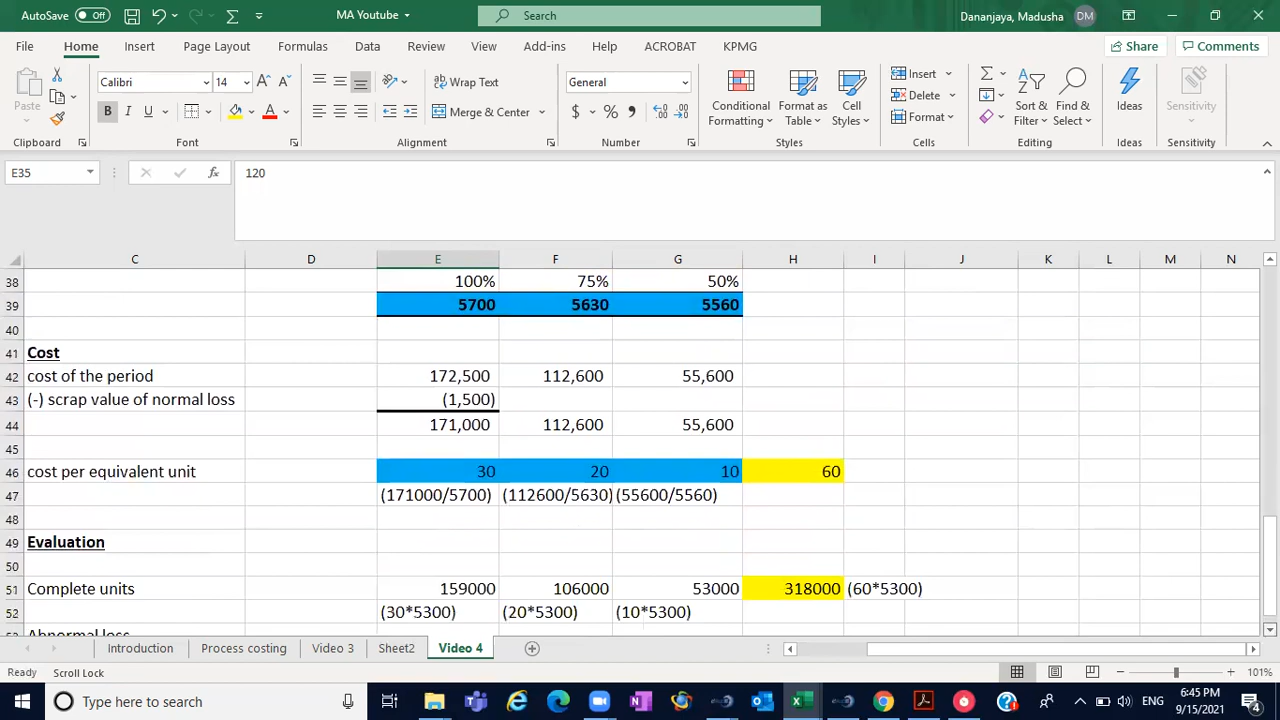 AutoSave Off MA Youtube Search Dananjaya, Madusha DM
File Home Insert Page Layout Formulas Data Review View Add-ins Help ACROBAT KPMG Share Comments
Calibri 14 Wrap Text General Insert
Paste Merge & Center Conditional Formatting Format as Table Cell Styles Delete Sort & Filter Find & Select Ideas Sensitivity
Format
Clipboard Font Alignment Number Styles Cells Editing Ideas Sensitivity
E35 fx 120
C D E F G H I J K L M N
38 100% 75% 50%
39 5700 5630 5560
40
41 Cost
42 cost of the period 172,500 112,600 55,600
43 (-) scrap value of normal loss (1,500)
44 171,000 112,600 55,600
45
46 cost per equivalent unit 30 20 10 60
47 (171000/5700) (112600/5630) (55600/5560)
48
49 Evaluation
50
51 Complete units 159000 106000 53000 318000 (60*5300)
52 (30*5300) (20*5300) (10*5300)
53 Abnormal loss
Introduction Process costing Video 3 Sheet2 Video 4
Ready Scroll Lock 101%
Type here to search ENG 6:45 PM
9/15/2021 4